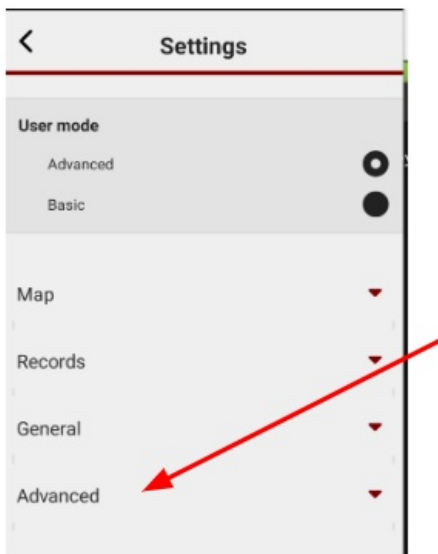 Settings
User mode
Advanced
Basic
Map
Records
General
Advanced